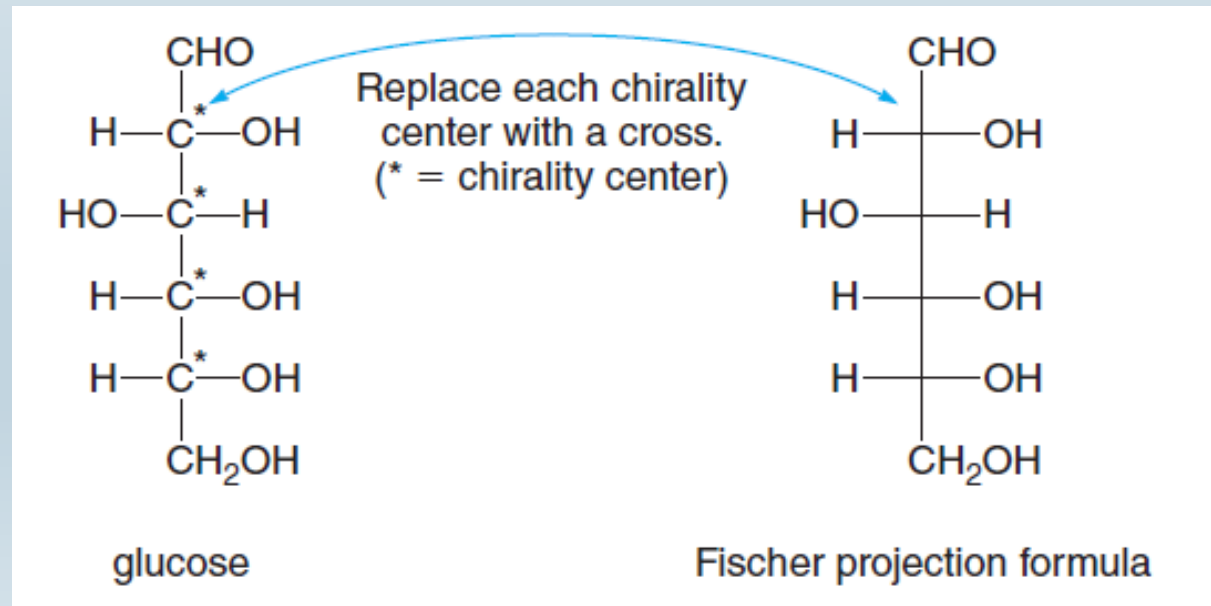 CHO
H—C*—OH
HO—C*—H
H—C*—OH
H—C*—OH
CH₂OH
glucose
Replace each chirality
center with a cross.
(* = chirality center)
CHO
H OH
HO H
H OH
H OH
CH₂OH
Fischer projection formula